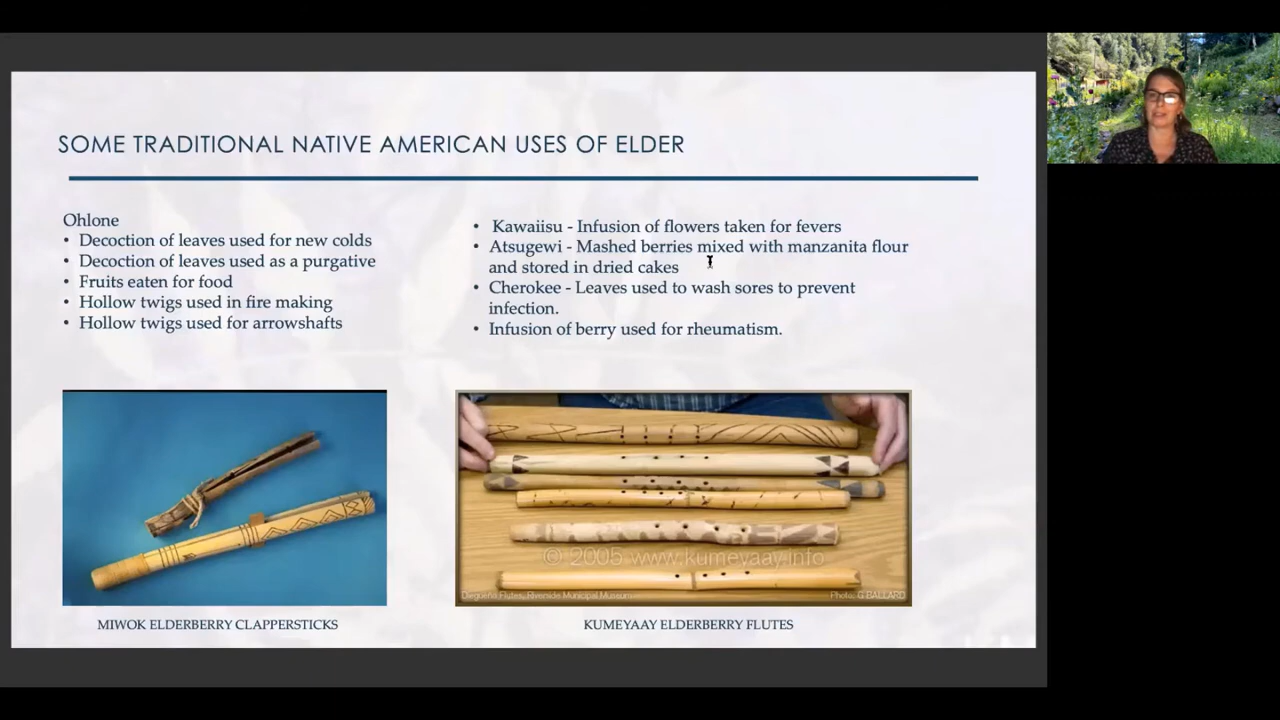 SOME TRADITIONAL NATIVE AMERICAN USES OF ELDER
Ohlone
• Decoction of leaves used for new colds
• Decoction of leaves used as a purgative
• Fruits eaten for food
• Hollow twigs used in fire making
• Hollow twigs used for arrowshafts
• Kawaiisu - Infusion of flowers taken for fevers
• Atsugewi - Mashed berries mixed with manzanita flour
and stored in dried cakes
• Cherokee - Leaves used to wash sores to prevent
infection.
• Infusion of berry used for rheumatism.
© 2005 www.kumeyaay.info
Diegueño Flutes, Riverside Municipal Museum
Photo: G BALLARD
MIWOK ELDERBERRY CLAPPERSTICKS
KUMEYAAY ELDERBERRY FLUTES